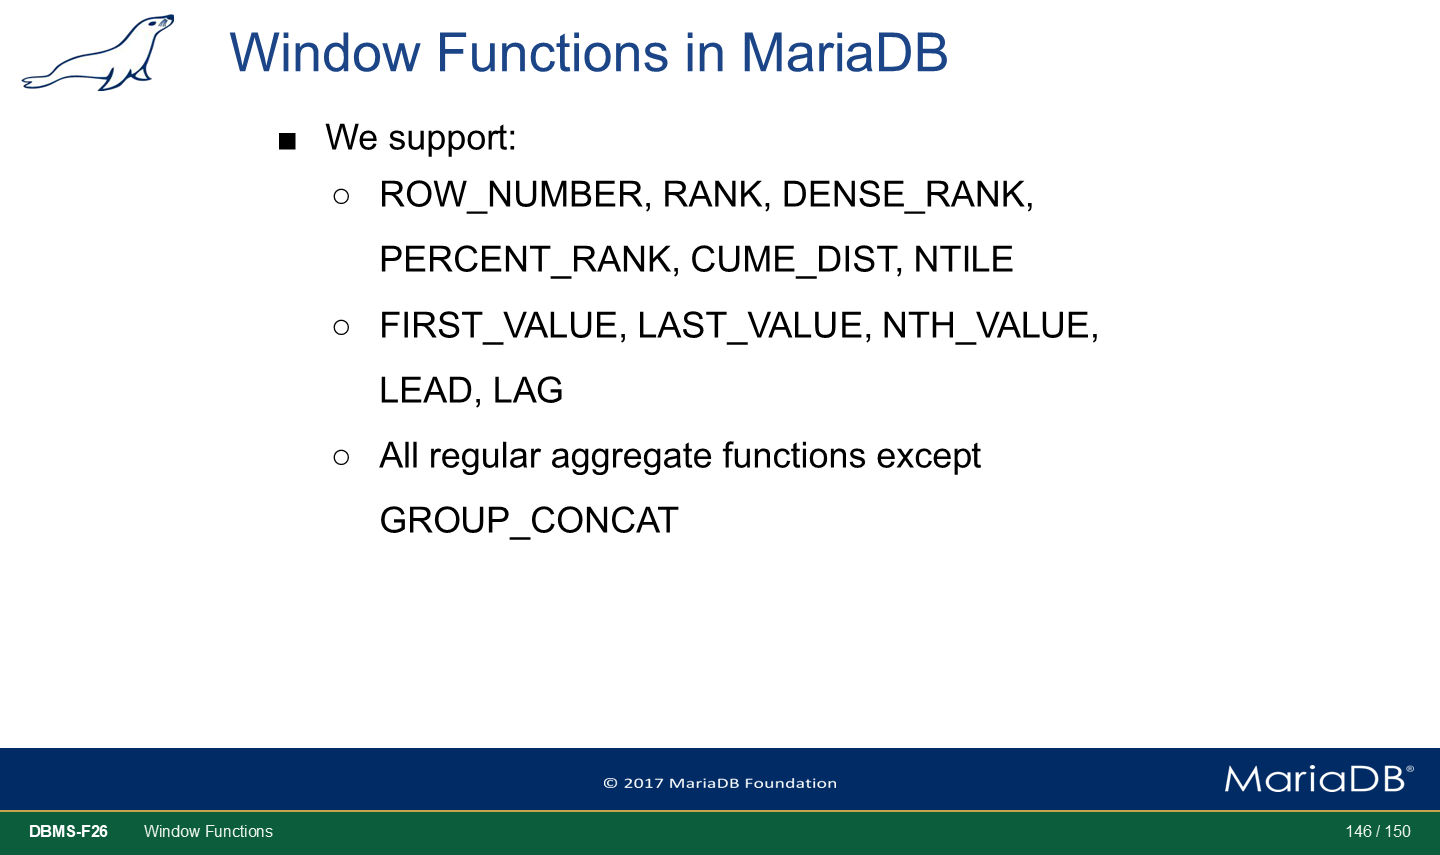 Window Functions in MariaDB
■ We support:
○ ROW_NUMBER, RANK, DENSE_RANK,
PERCENT_RANK, CUME_DIST, NTILE
○ FIRST_VALUE, LAST_VALUE, NTH_VALUE,
LEAD, LAG
○ All regular aggregate functions except
GROUP_CONCAT
© 2017 MariaDB Foundation
MariaDB®
DBMS-F26 Window Functions 146 / 150